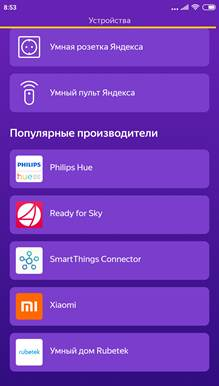 8:53
Устройства
Умная розетка Яндекса
Умный пульт Яндекса
Популярные производители
PHILIPS
hue
Philips Hue
Ready for Sky
SmartThings Connector
mi
Xiaomi
rubetek
Умный дом Rubetek